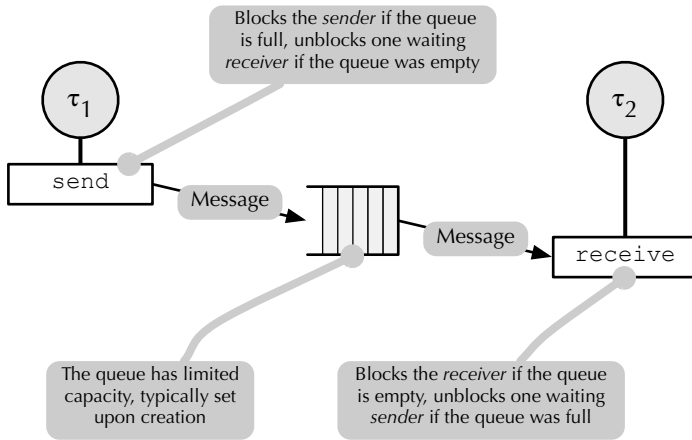 Blocks the sender if the queue
is full, unblocks one waiting
receiver if the queue was empty
τ1
τ2
send
Message
Message
receive
The queue has limited
capacity, typically set
upon creation
Blocks the receiver if the queue
is empty, unblocks one waiting
sender if the queue was full